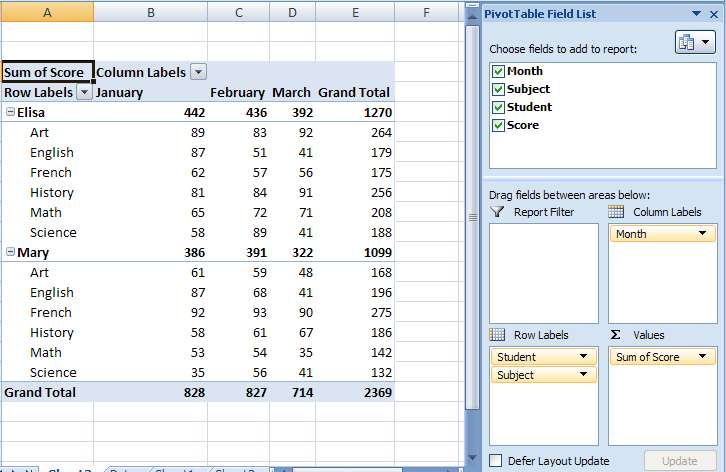 A B C D E F
Sum of Score Column Labels
Row Labels January February March Grand Total
Elisa 442 436 392 1270
Art 89 83 92 264
English 87 51 41 179
French 62 57 56 175
History 81 84 91 256
Math 65 72 71 208
Science 58 89 41 188
Mary 386 391 322 1099
Art 61 59 48 168
English 87 68 41 196
French 92 93 90 275
History 58 61 67 186
Math 53 54 35 142
Science 35 56 41 132
Grand Total 828 827 714 2369
PivotTable Field List
Choose fields to add to report:
Month
Subject
Student
Score
Drag fields between areas below:
Report Filter Column Labels
Month
Row Labels Σ Values
Student Sum of Score
Subject
Defer Layout Update Update